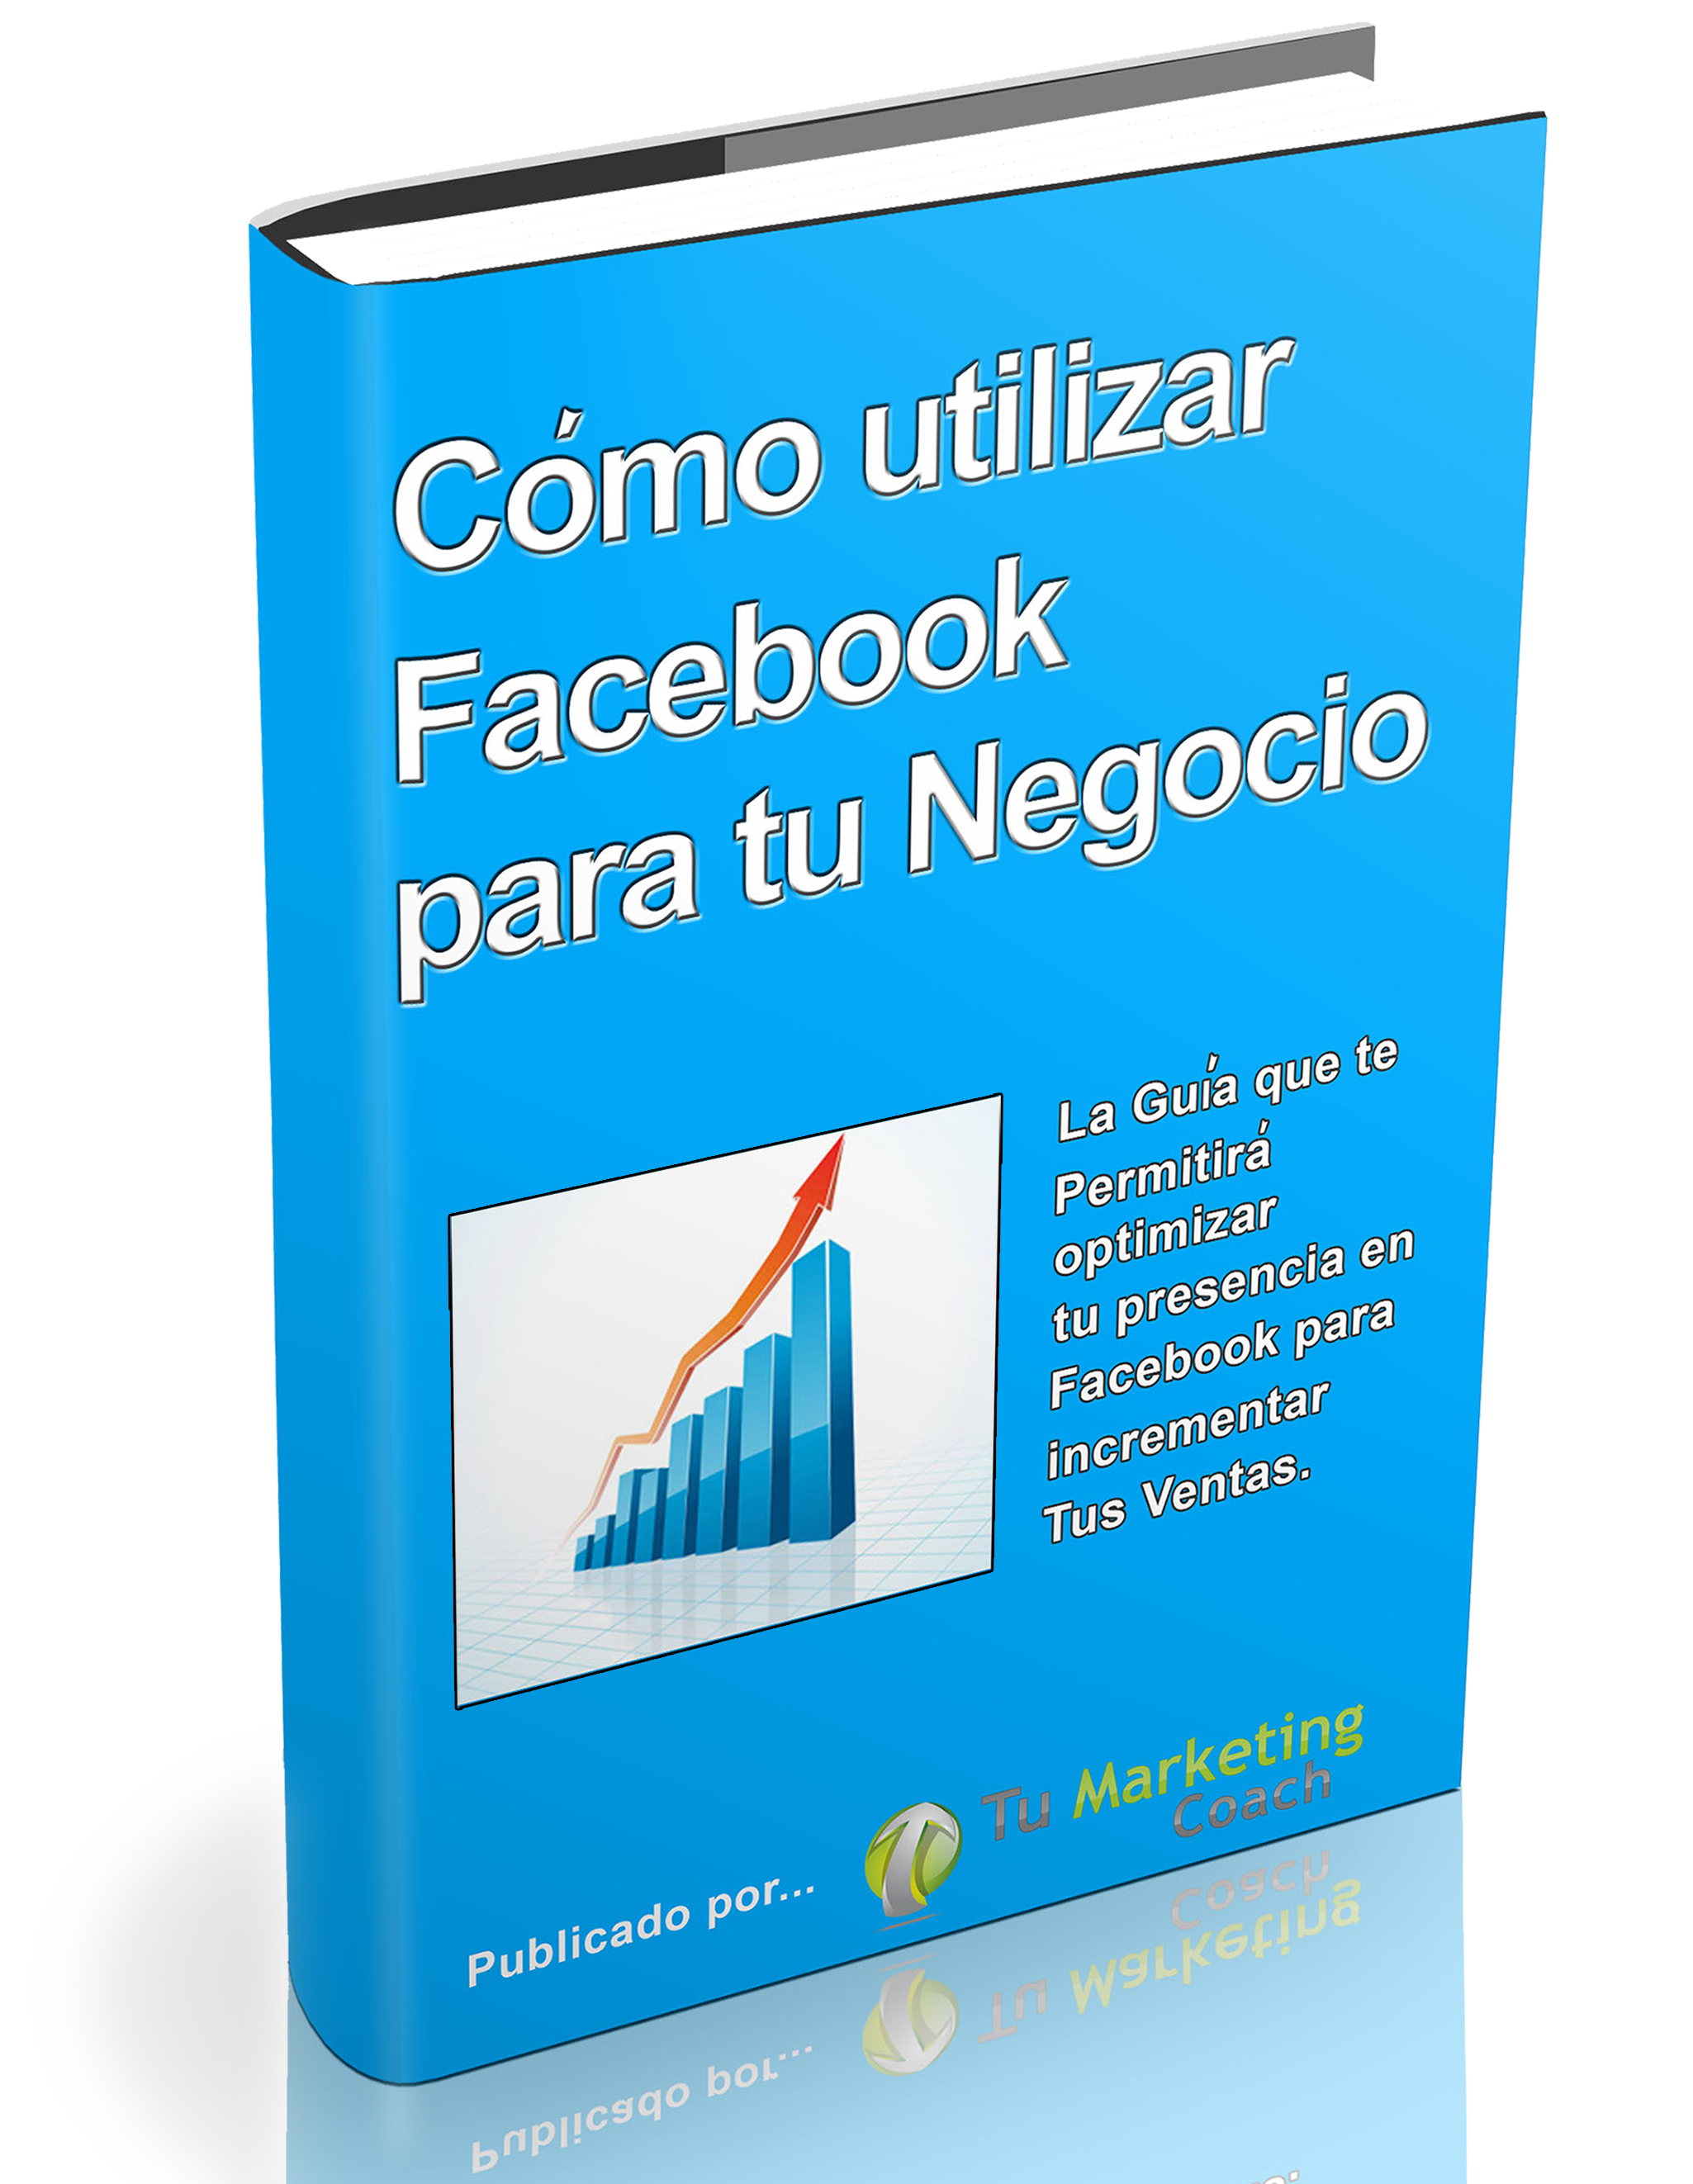 Cómo utilizar
Facebook
para tu Negocio
La Guía que te
Permitirá
optimizar
tu presencia en
Facebook para
incrementar
Tus Ventas.
Publicado por...
Tu Marketing
Coach